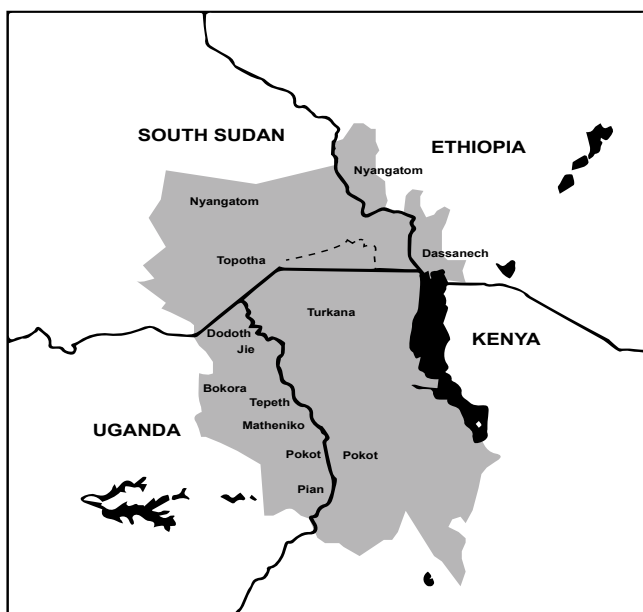 SOUTH SUDAN
ETHIOPIA
Nyangatom
Nyangatom
Dassanech
Topotha
Turkana
Dodoth
KENYA
Jie
Bokora
Tepeth
Matheniko
UGANDA
Pokot
Pokot
Pian